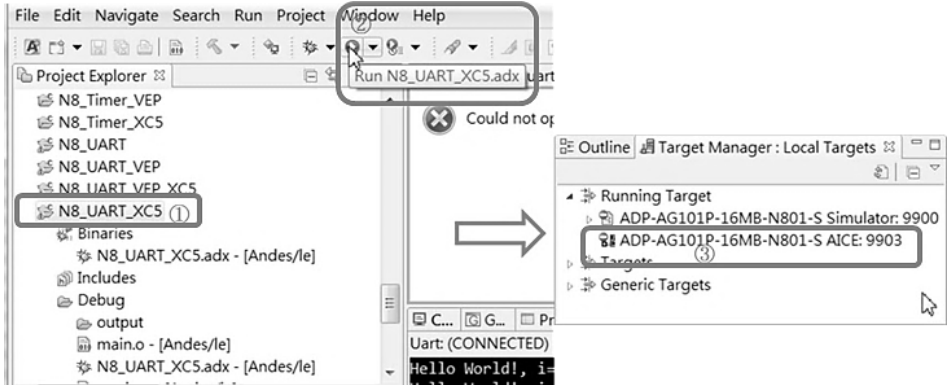 File Edit Navigate Search Run Project Window Help
②
Project Explorer
Run N8_UART_XC5.adx
N8_Timer_VEP
N8_Timer_XC5
Could not op
N8_UART
N8_UART_VEP
N8_UART_VEP_XC5
N8_UART_XC5 ①
Binaries
N8_UART_XC5.adx - [Andes/le]
Includes
Debug
output
main.o - [Andes/le]
N8_UART_XC5.adx - [Andes/le]
C... G... Pr
Uart: (CONNECTED)
Hello World!, i=
Outline Target Manager : Local Targets
Running Target
ADP-AG101P-16MB-N801-S Simulator: 9900
ADP-AG101P-16MB-N801-S AICE: 9903
③
Targets
Generic Targets